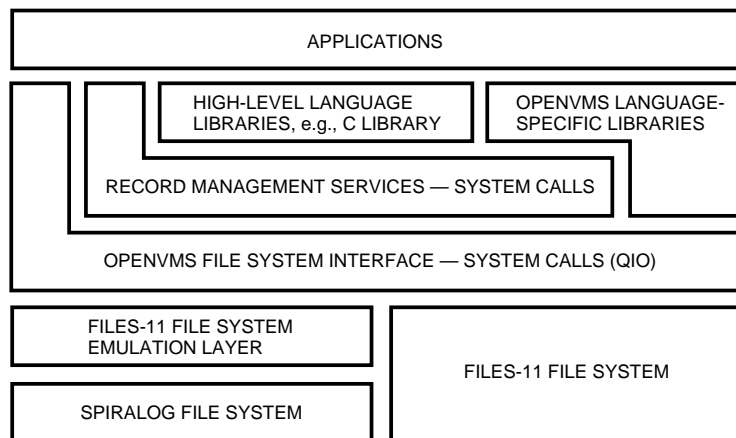 APPLICATIONS
HIGH-LEVEL LANGUAGE
LIBRARIES, e.g., C LIBRARY
OPENVMS LANGUAGE-
SPECIFIC LIBRARIES
RECORD MANAGEMENT SERVICES — SYSTEM CALLS
OPENVMS FILE SYSTEM INTERFACE — SYSTEM CALLS (QIO)
FILES-11 FILE SYSTEM
EMULATION LAYER
FILES-11 FILE SYSTEM
SPIRALOG FILE SYSTEM